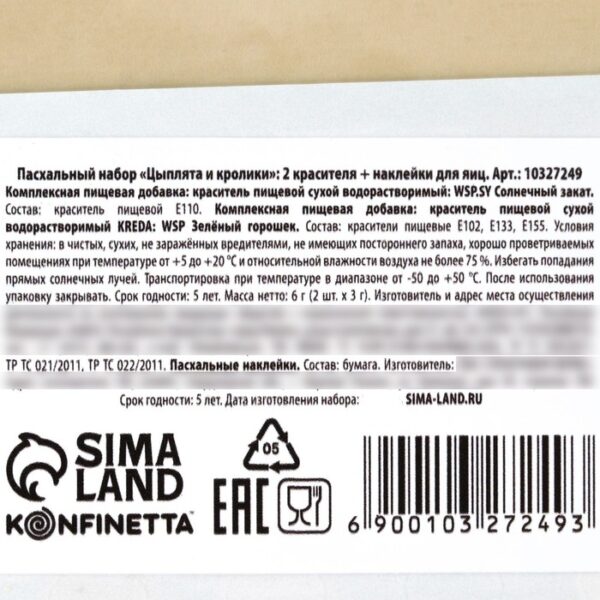 Пасхальный набор «Цыплята и кролики»: 2 красителя + наклейки для яиц. Арт.: 10327249
Комплексная пищевая добавка: краситель пищевой сухой водорастворимый: WSP.SY Солнечный закат.
Состав: краситель пищевой Е110. Комплексная пищевая добавка: краситель пищевой сухой
водорастворимый KREDA: WSP Зелёный горошек. Состав: красители пищевые Е102, Е133, Е155. Условия
хранения: в чистых, сухих, не заражённых вредителями, не имеющих постороннего запаха, хорошо проветриваемых
помещениях при температуре от +5 до +20 °С и относительной влажности воздуха не более 75 %. Избегать попадания
прямых солнечных лучей. Транспортировка при температуре в диапазоне от -50 до +50 °С. После использования
упаковку закрывать. Срок годности: 5 лет. Масса нетто: 6 г (2 шт. х 3 г). Изготовитель и адрес места осуществления
ТР ТС 021/2011, ТР ТС 022/2011. Пасхальные наклейки. Состав: бумага. Изготовитель:
Срок годности: 5 лет. Дата изготовления набора: SIMA-LAND.RU
SIMA
LAND
KONFINETTA™
05
EAC
6 900103 272493